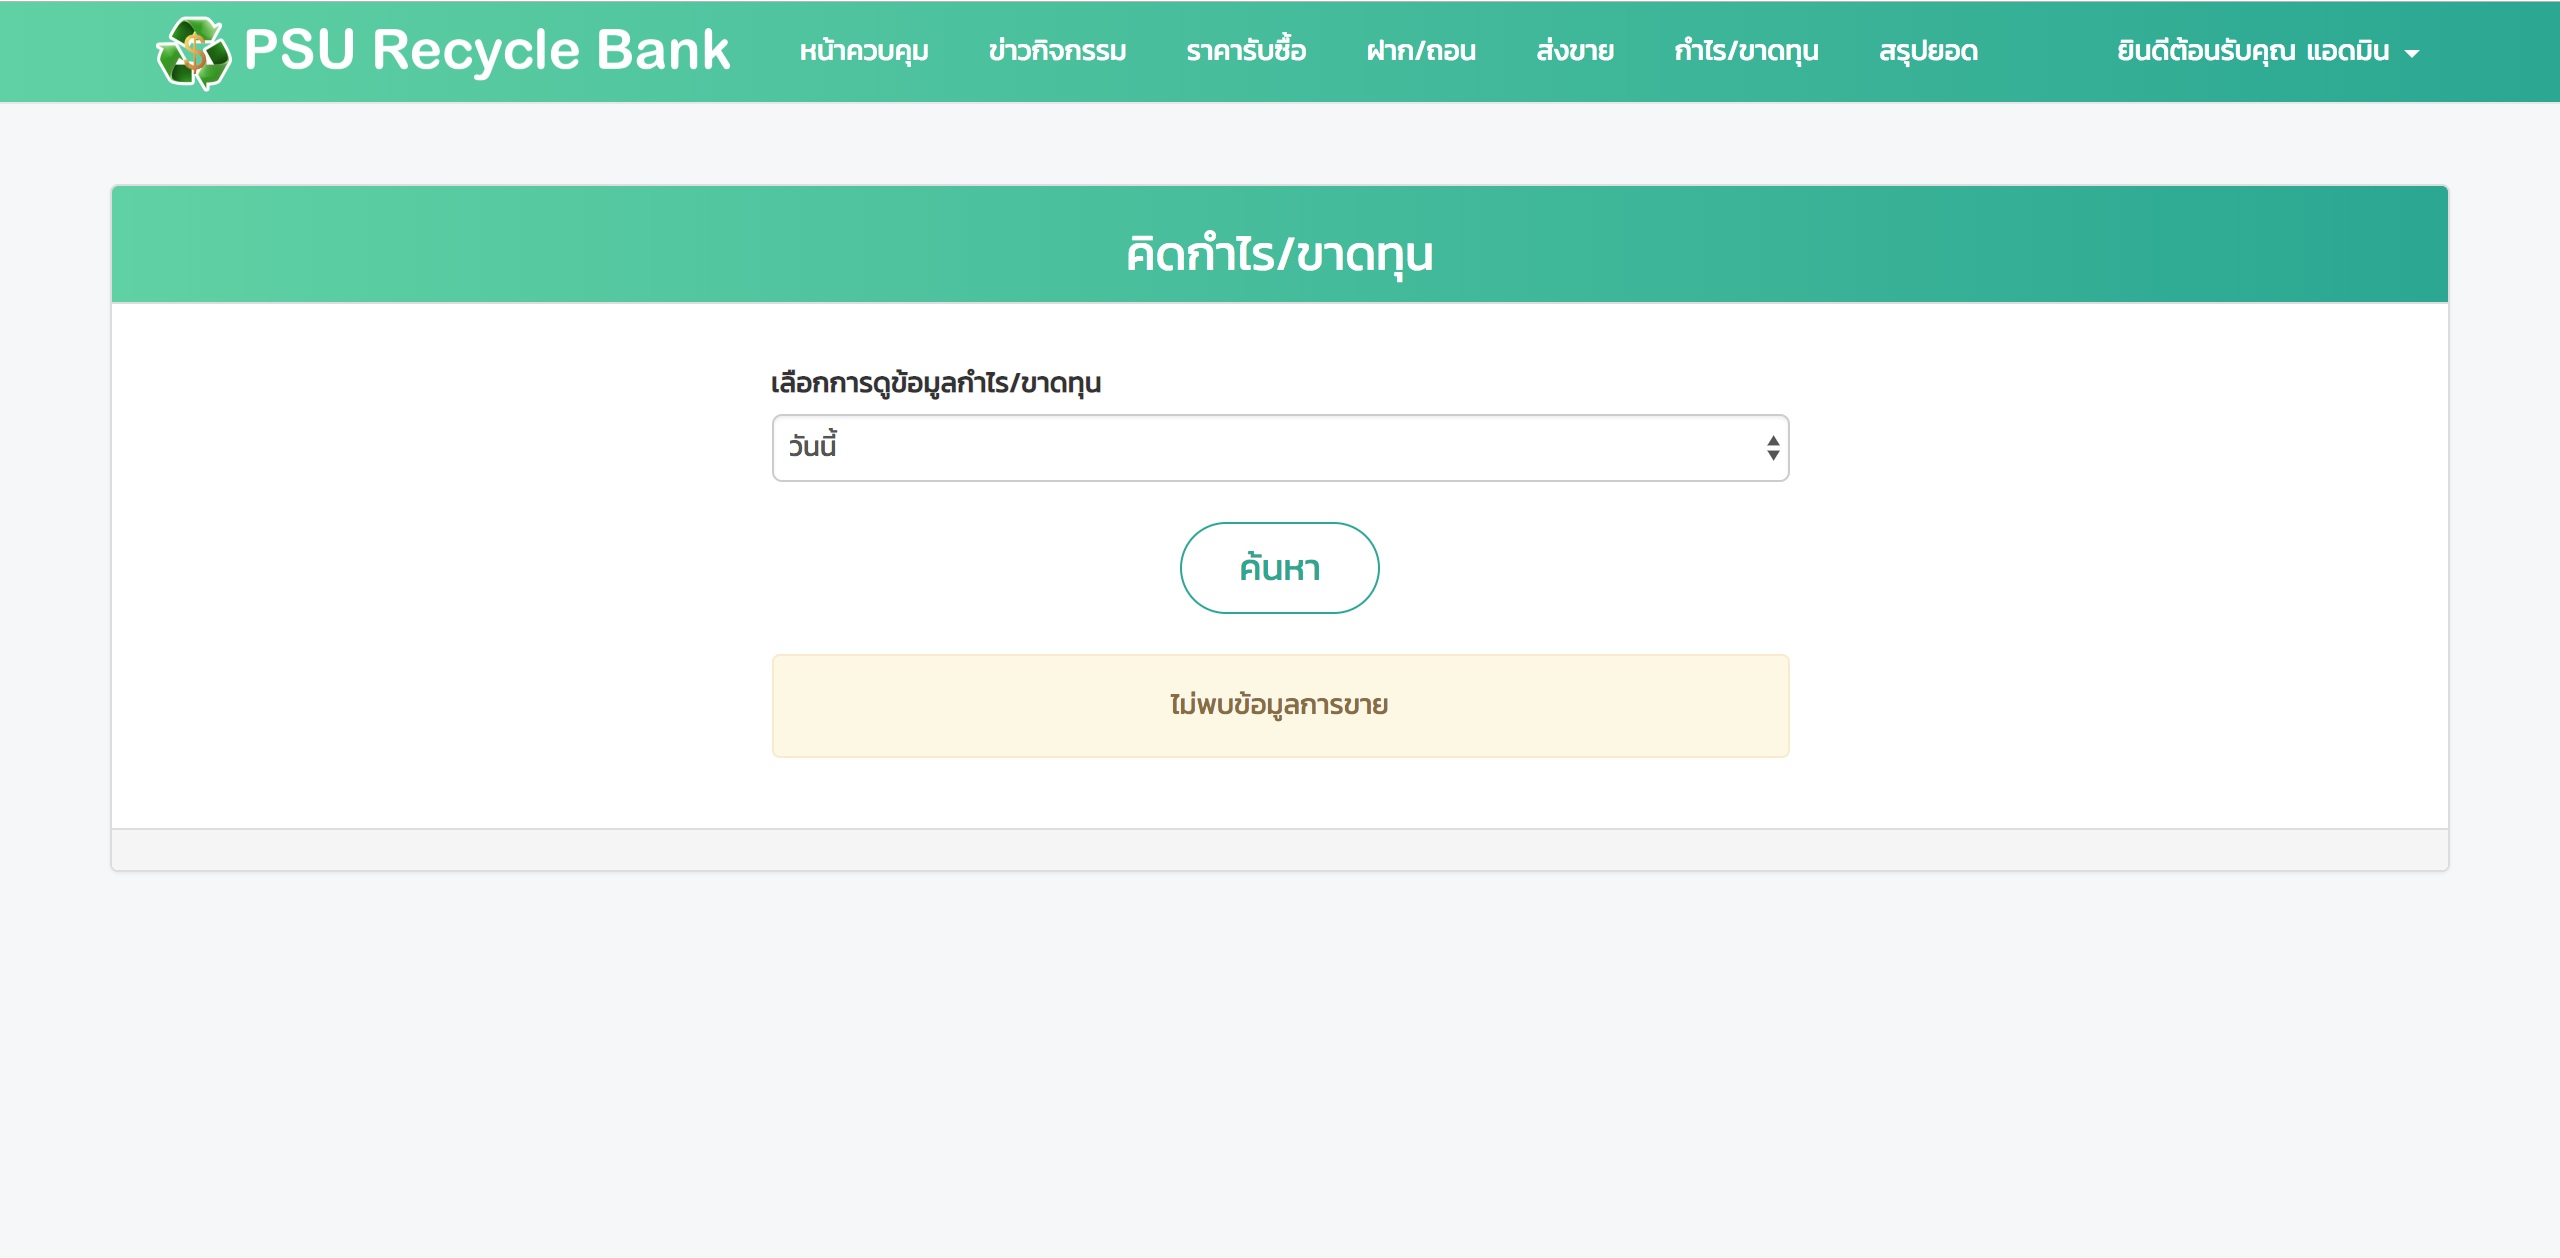 PSU Recycle Bank
หน้าควบคุม
ข่าวกิจกรรม
ราคารับซื้อ
ฝาก/ถอน
ส่งขาย
กำไร/ขาดทุน
สรุปยอด
ยินดีต้อนรับคุณ แอดมิน
คิดกำไร/ขาดทุน
เลือกการดูข้อมูลกำไร/ขาดทุน
วันนี้
ค้นหา
ไม่พบข้อมูลการขาย